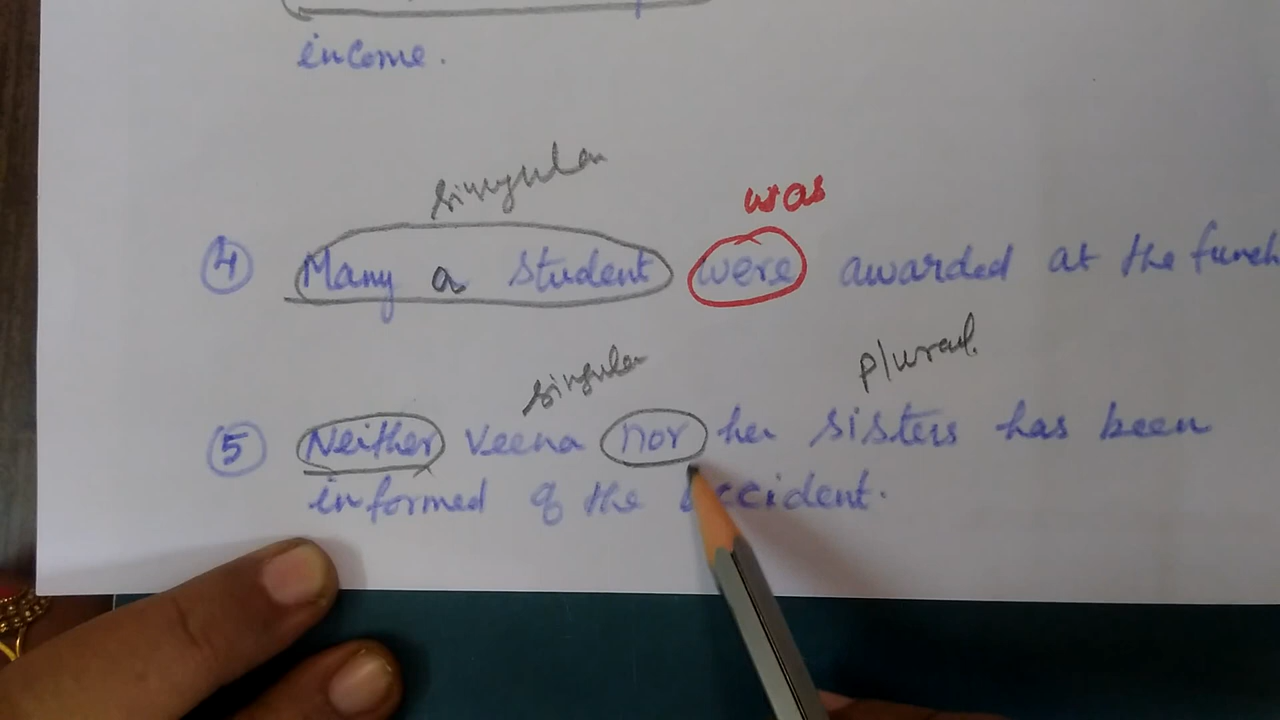 income.
singular
was
④ Many a student were awarded at the funch
singular
plural.
⑤ Neither Veena nor her sisters has been
informed of the accident.